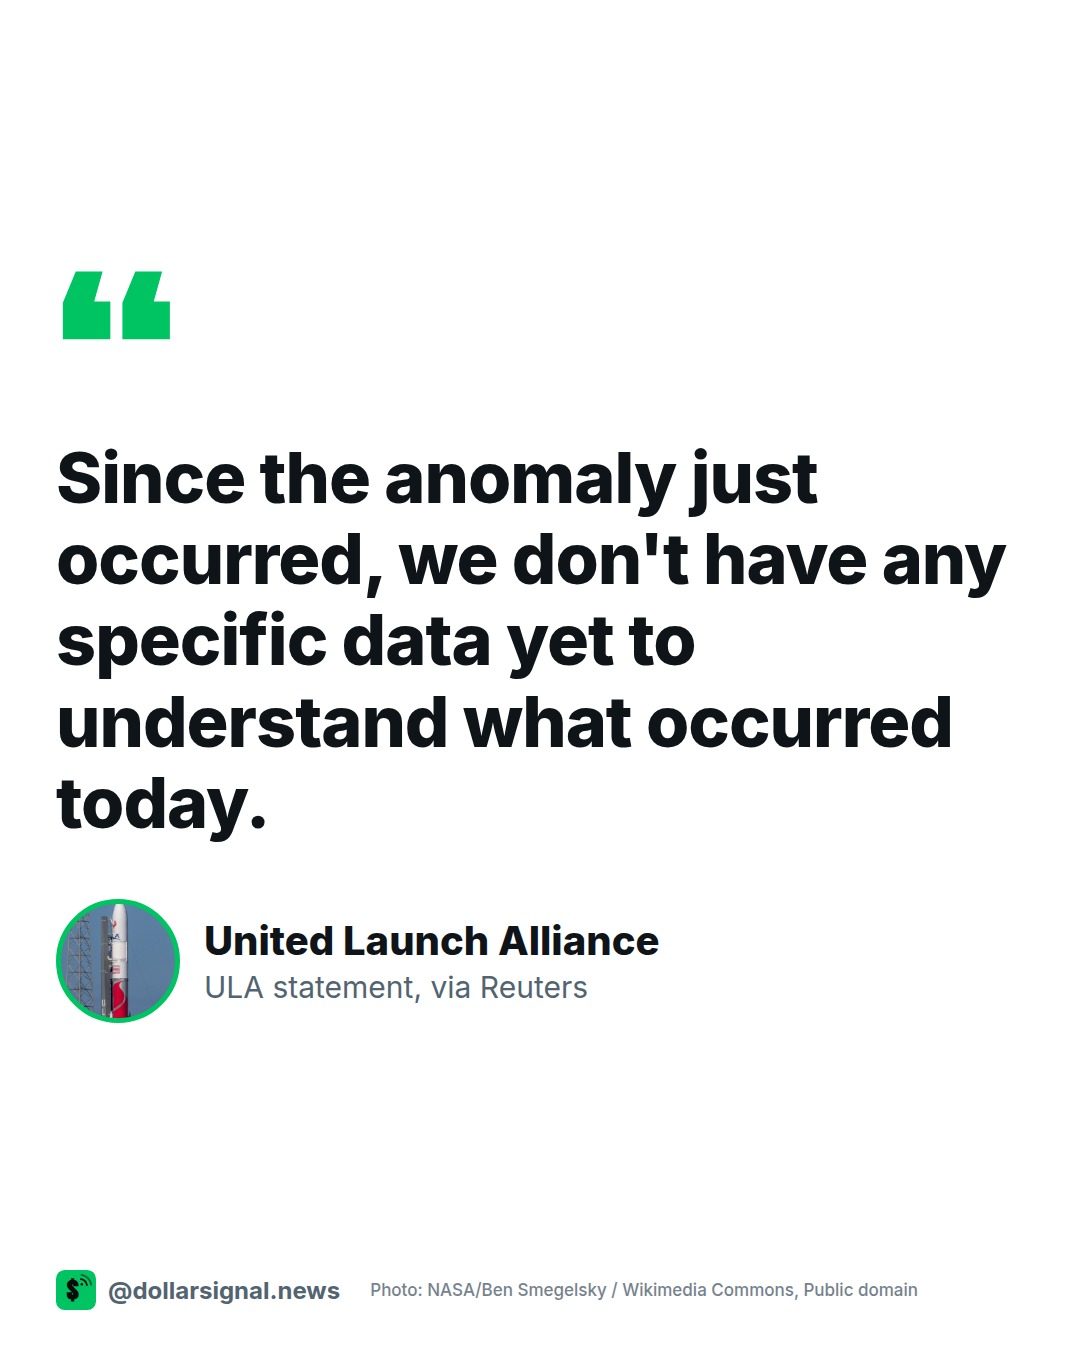 “
Since the anomaly just
occurred, we don't have any
specific data yet to
understand what occurred
today.
United Launch Alliance
ULA statement, via Reuters
@dollarsignal.news
Photo: NASA/Ben Smegelsky / Wikimedia Commons, Public domain